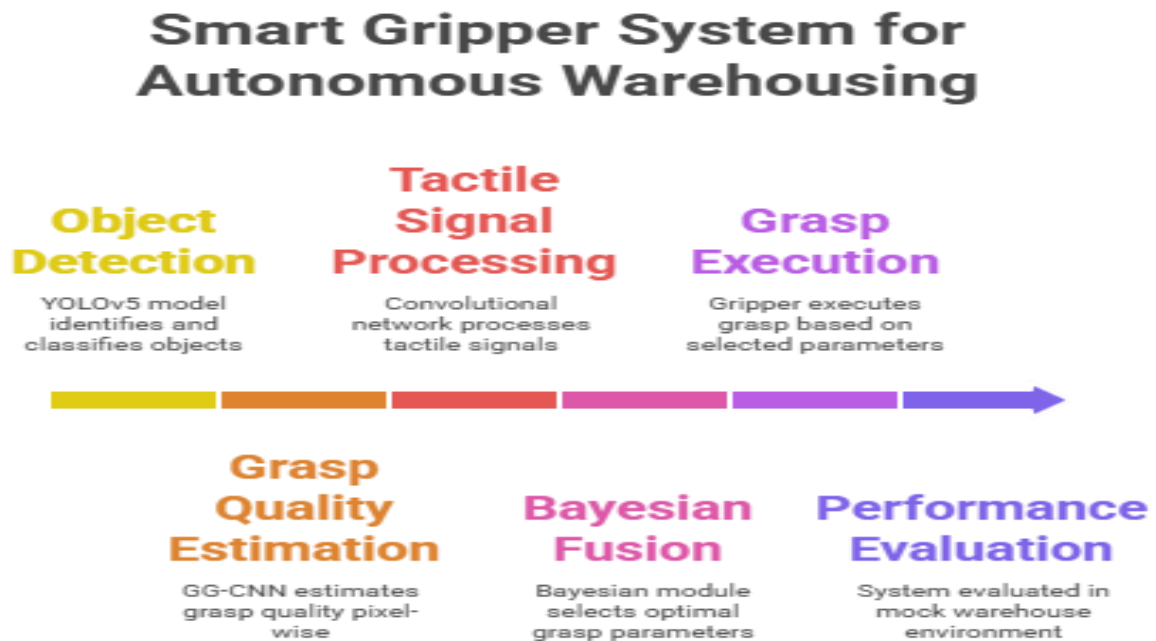 Smart Gripper System for
Autonomous Warehousing
Object
Detection
YOLOv5 model
identifies and
classifies objects
Grasp
Quality
Estimation
GG-CNN estimates
grasp quality pixel-
wise
Tactile
Signal
Processing
Convolutional
network processes
tactile signals
Bayesian
Fusion
Bayesian module
selects optimal
grasp parameters
Grasp
Execution
Gripper executes
grasp based on
selected parameters
Performance
Evaluation
System evaluated in
mock warehouse
environment